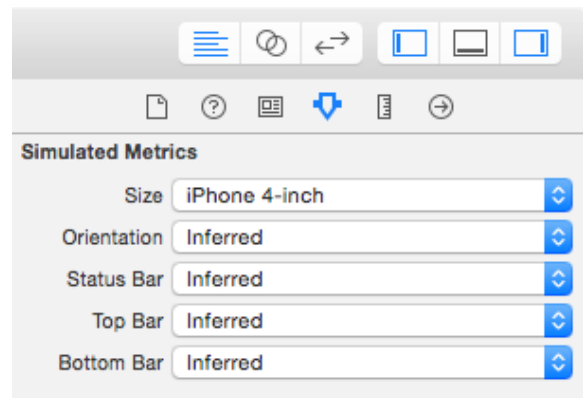 Simulated Metrics
Size iPhone 4-inch
Orientation Inferred
Status Bar Inferred
Top Bar Inferred
Bottom Bar Inferred